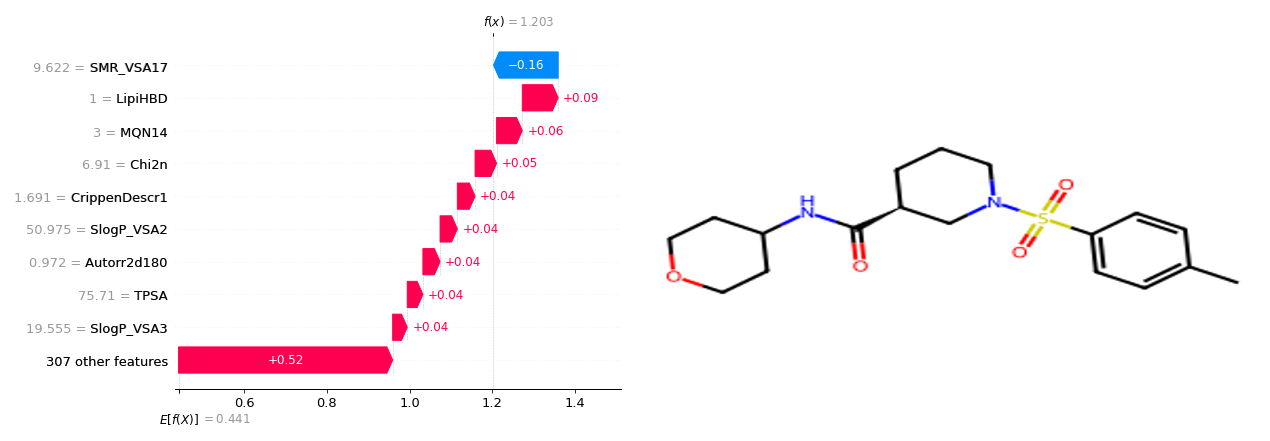 f(x) = 1.203
9.622 = SMR_VSA17
−0.16
1 = LipiHBD
+0.09
3 = MQN14
+0.06
6.91 = Chi2n
+0.05
1.691 = CrippenDescr1
+0.04
50.975 = SlogP_VSA2
+0.04
0.972 = Autorr2d180
+0.04
75.71 = TPSA
+0.04
19.555 = SlogP_VSA3
+0.04
307 other features
+0.52
0.6 0.8 1.0 1.2 1.4
E[f(X)] = 0.441
H
N
O
O
N
S
O
O